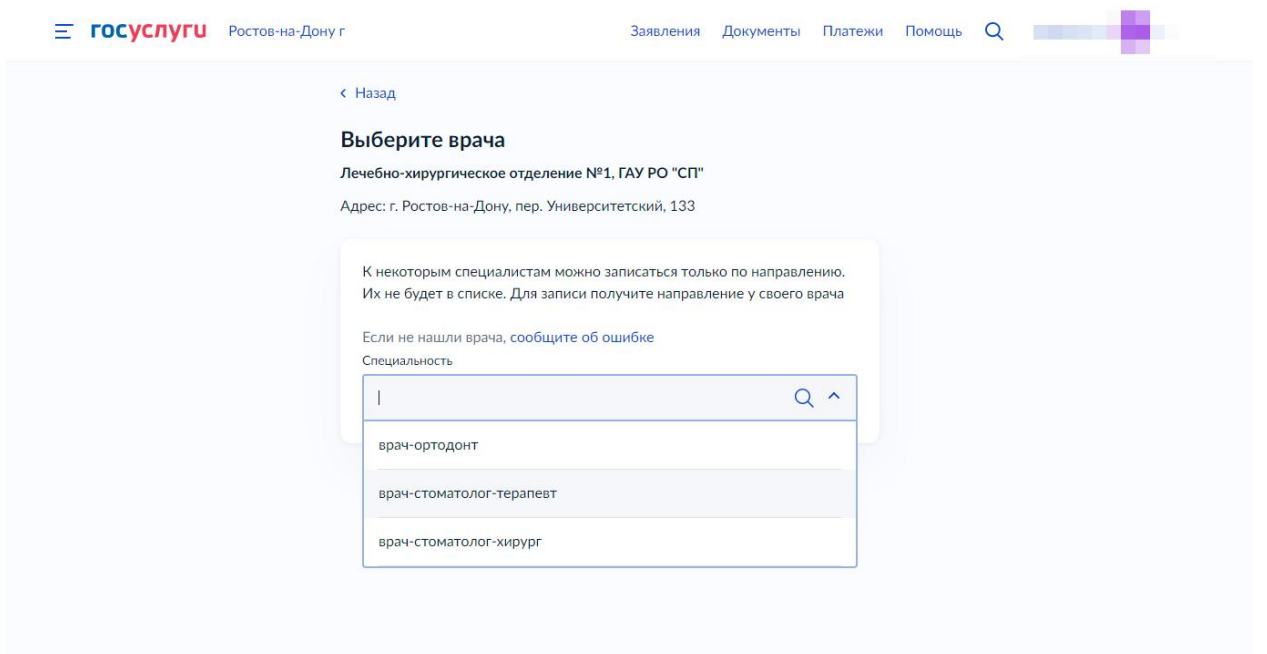 госуслуги Ростов-на-Дону г Заявления Документы Платежи Помощь
Назад
Выберите врача
Лечебно-хирургическое отделение №1, ГАУ РО "СП"
Адрес: г. Ростов-на-Дону, пер. Университетский, 133
К некоторым специалистам можно записаться только по направлению.
Их не будет в списке. Для записи получите направление у своего врача
Если не нашли врача, сообщите об ошибке
Специальность
врач-ортодонт
врач-стоматолог-терапевт
врач-стоматолог-хирург